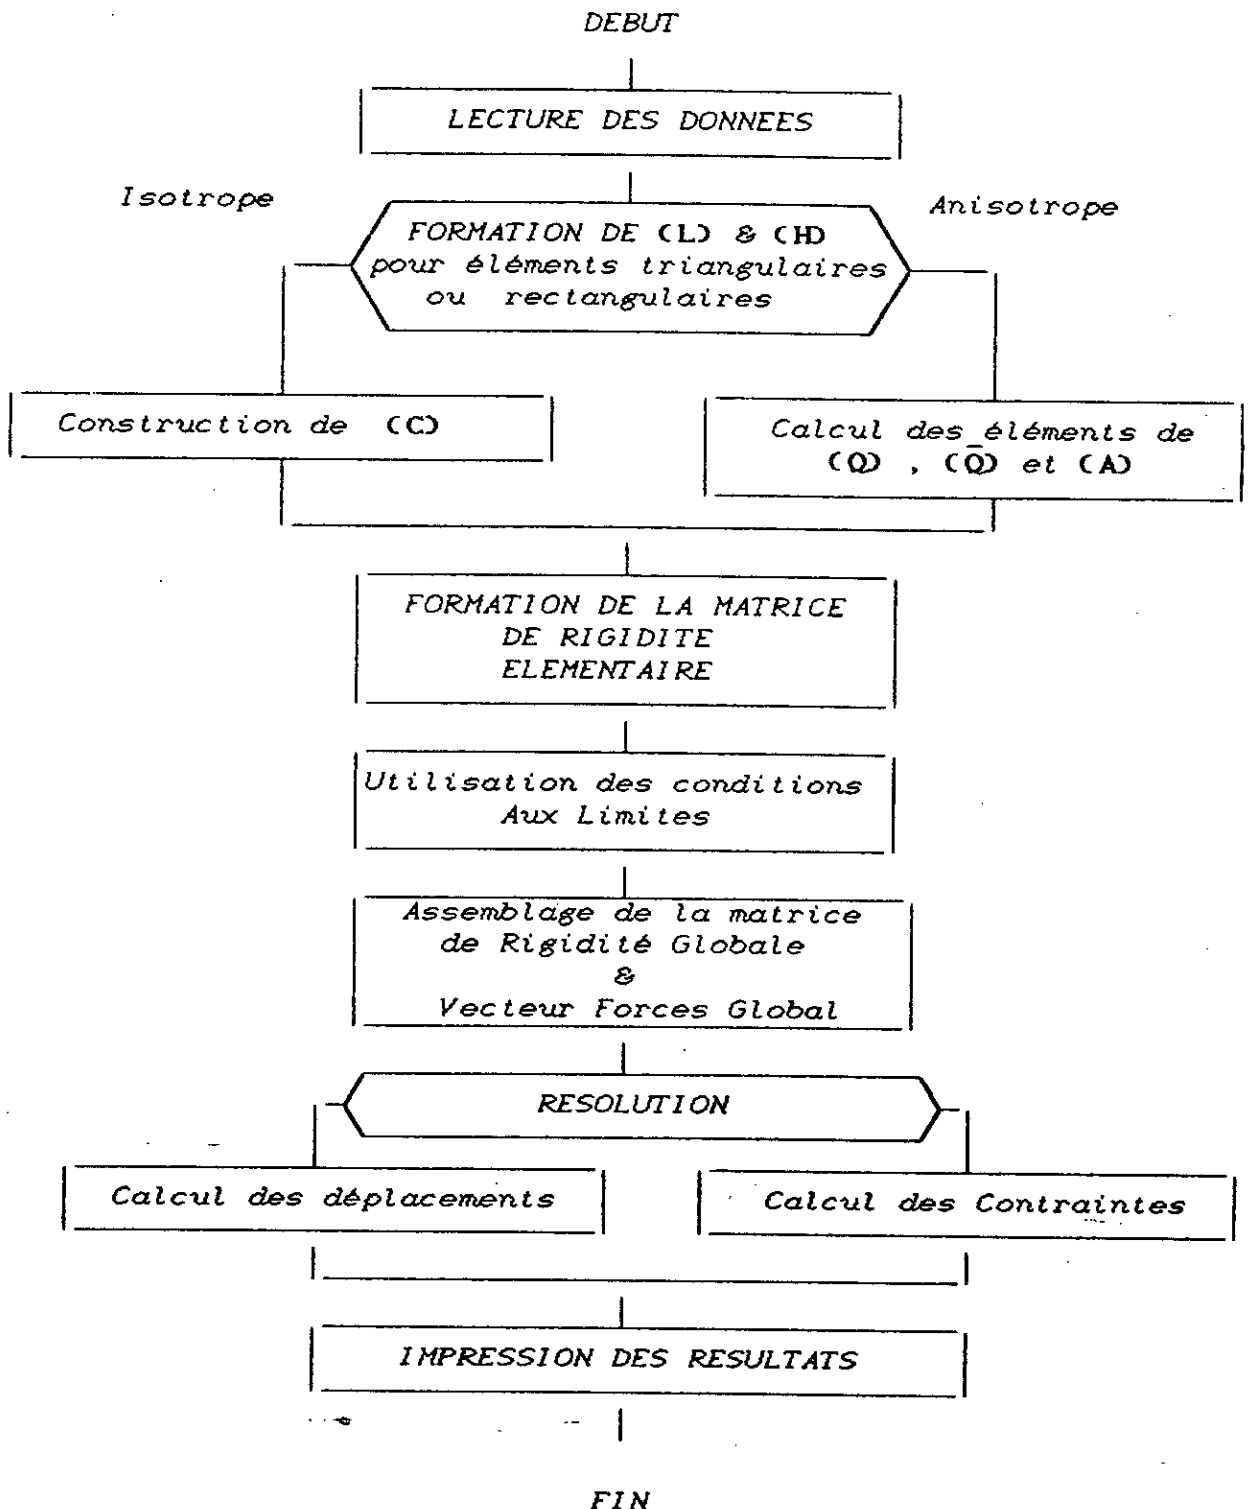 DEBUT
LECTURE DES DONNEES
Isotrope
Anisotrope
FORMATION DE (L) & (H)
pour éléments triangulaires
ou rectangulaires
Construction de (C)
Calcul des éléments de
(Q) , (Q̄) et (A)
FORMATION DE LA MATRICE
DE RIGIDITE
ELEMENTAIRE
Utilisation des conditions
Aux Limites
Assemblage de la matrice
de Rigidité Globale
&
Vecteur Forces Global
RESOLUTION
Calcul des déplacements
Calcul des Contraintes
IMPRESSION DES RESULTATS
FIN